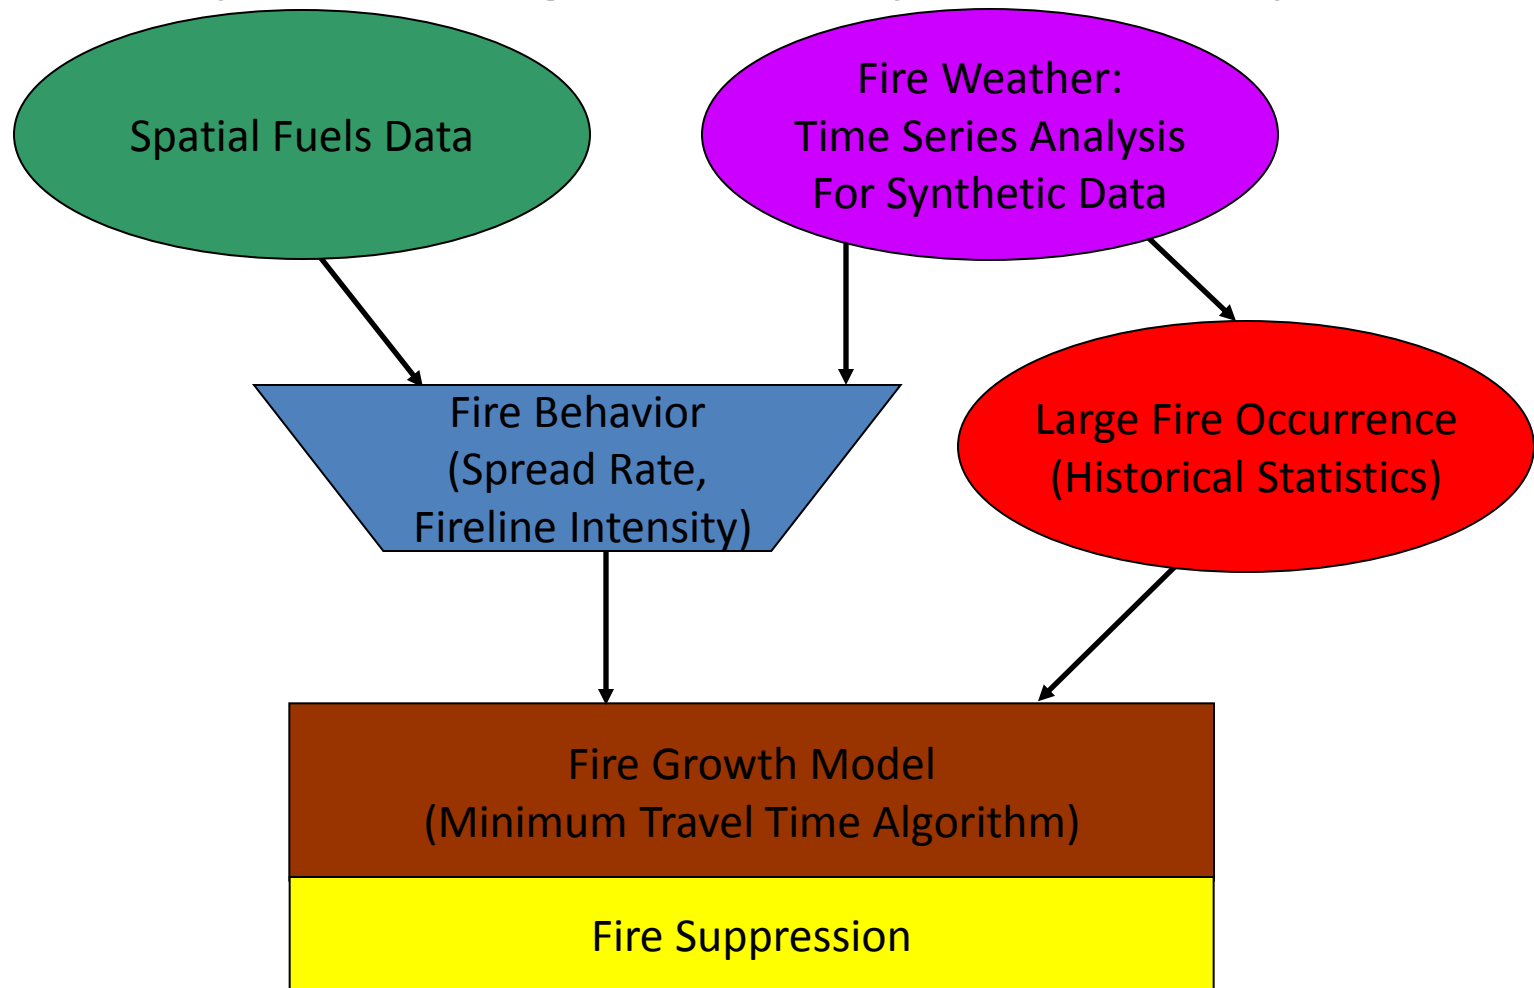 Spatial Fuels Data
Fire Weather:
Time Series Analysis
For Synthetic Data
Fire Behavior
(Spread Rate,
Fireline Intensity)
Large Fire Occurrence
(Historical Statistics)
Fire Growth Model
(Minimum Travel Time Algorithm)
Fire Suppression